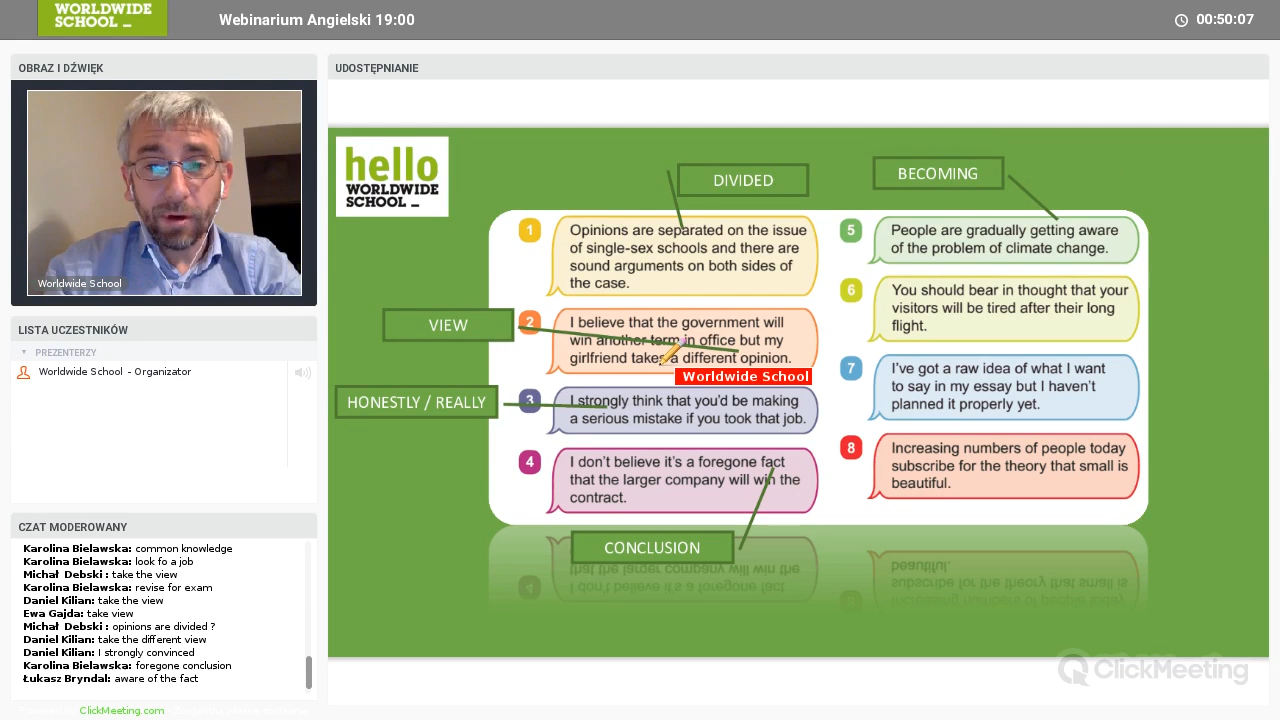 WORLDWIDE
SCHOOL _
Webinarium Angielski 19:00
00:50:07
OBRAZ I DŹWIĘK
Worldwide School
LISTA UCZESTNIKÓW
PREZENTERZY
Worldwide School - Organizator
CZAT MODEROWANY
Karolina Bielawska: common knowledge
Karolina Bielawska: look fo a job
Michał Debski : take the view
Karolina Bielawska: revise for exam
Daniel Kilian: take the view
Ewa Gajda: take view
Michał Debski : opinions are divided ?
Daniel Kilian: take the different view
Daniel Kilian: I strongly convinced
Karolina Bielawska: foregone conclusion
Łukasz Bryndal: aware of the fact
ClickMeeting.com
UDOSTĘPNIANIE
hello
WORLDWIDE
SCHOOL _
DIVIDED
BECOMING
VIEW
HONESTLY / REALLY
CONCLUSION
1
Opinions are separated on the issue
of single-sex schools and there are
sound arguments on both sides of
the case.
2
I believe that the government will
win another term in office but my
girlfriend takes a different opinion.
Worldwide School
3
I strongly think that you'd be making
a serious mistake if you took that job.
4
I don't believe it's a foregone fact
that the larger company will win the
contract.
5
People are gradually getting aware
of the problem of climate change.
6
You should bear in thought that your
visitors will be tired after their long
flight.
7
I've got a raw idea of what I want
to say in my essay but I haven't
planned it properly yet.
8
Increasing numbers of people today
subscribe for the theory that small is
beautiful.
ClickMeeting